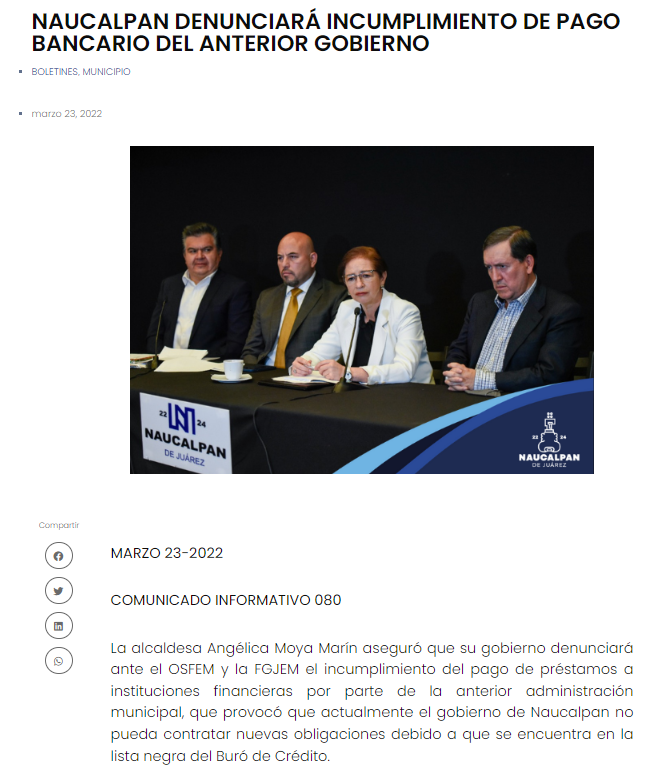 NAUCALPAN DENUNCIARÁ INCUMPLIMIENTO DE PAGO
BANCARIO DEL ANTERIOR GOBIERNO
BOLETINES, MUNICIPIO
marzo 23, 2022
22 N 24
NAUCALPAN
DE JUÁREZ
22 24
NAUCALPAN
DE JUÁREZ
Compartir
MARZO 23-2022
COMUNICADO INFORMATIVO 080
La alcaldesa Angélica Moya Marín aseguró que su gobierno denunciará
ante el OSFEM y la FGJEM el incumplimiento del pago de préstamos a
instituciones financieras por parte de la anterior administración
municipal, que provocó que actualmente el gobierno de Naucalpan no
pueda contratar nuevas obligaciones debido a que se encuentra en la
lista negra del Buró de Crédito.